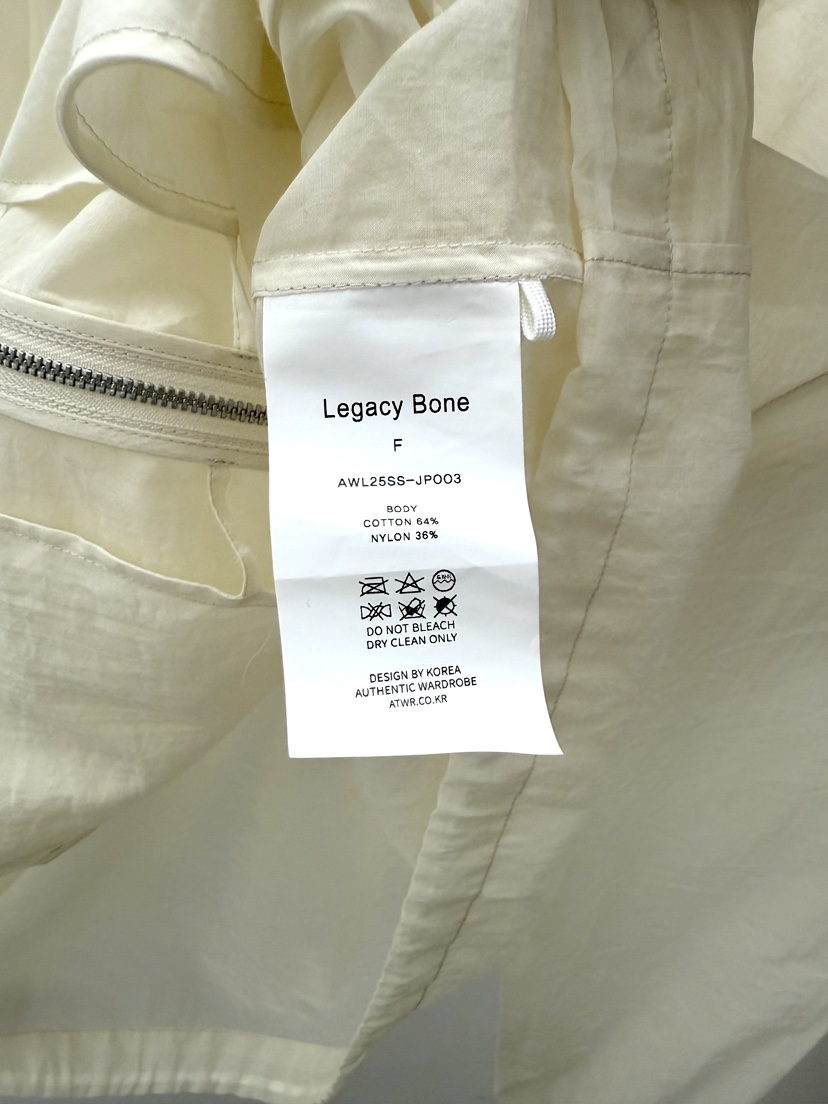 Legacy Bone
F
AWL25SS-JP003
BODY
COTTON 64%
NYLON 36%
DO NOT BLEACH
DRY CLEAN ONLY
DESIGN BY KOREA
AUTHENTIC WARDROBE
ATWR.CO.KR